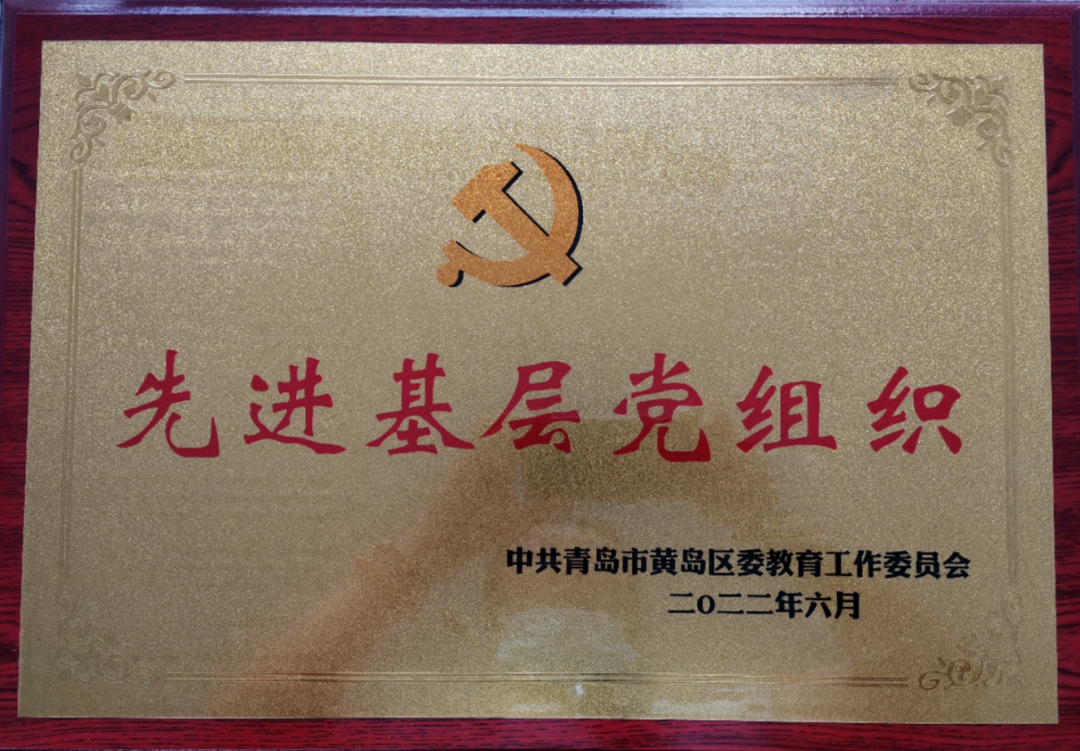 先进基层党组织
中共青岛市黄岛区委教育工作委员会
二〇二二年六月